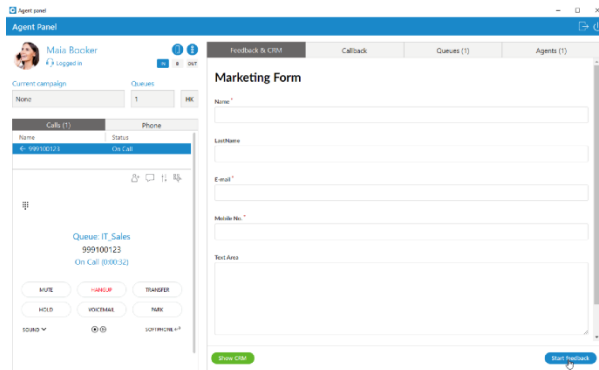 Agent panel
Agent Panel
Maia Booker
Logged in
IN B OUT
Current campaign Queues
None 1 MK
Calls (1) Phone
Name Status
999100123 On Call
Queue: IT_Sales
999100123
On Call (0:00:32)
MUTE HANGUP TRANSFER
HOLD VOICEMAIL PARK
SOUND SOFTPHONE
Feedback & CRM Callback Queues (1) Agents (1)
Marketing Form
Name *
LastName
E-mail *
Mobile No. *
Text Area
Show CRM Start Feedback